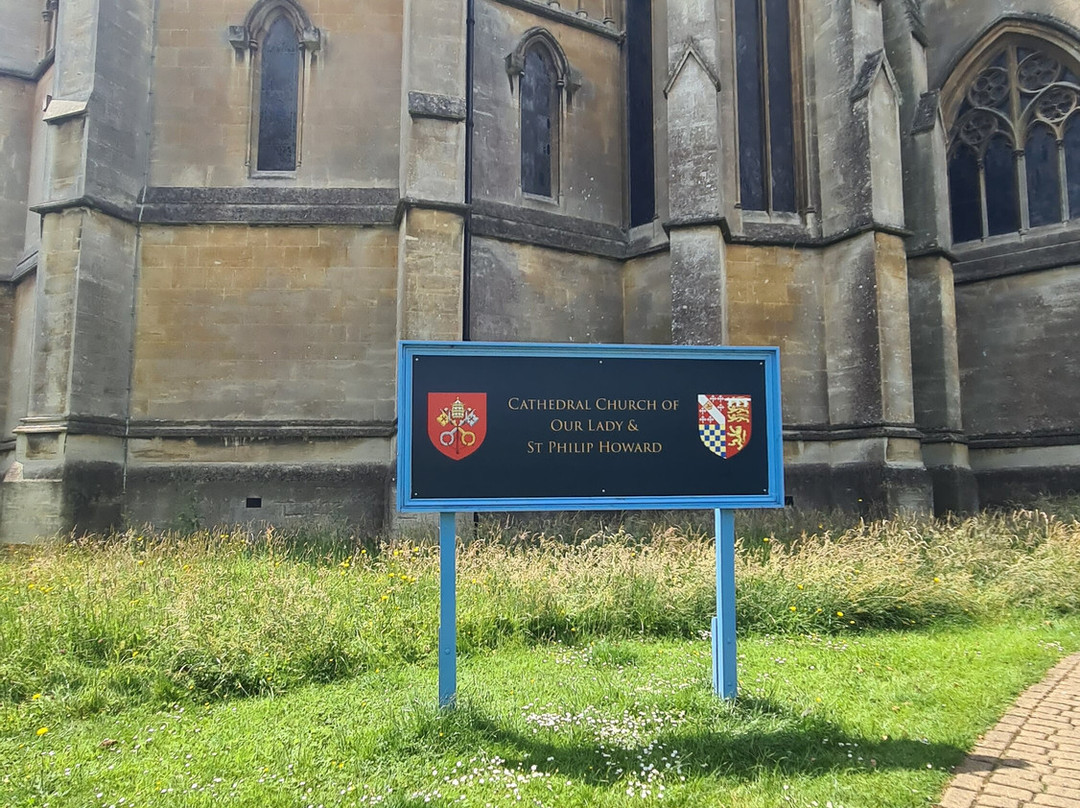 Cathedral Church of
Our Lady &
St Philip Howard